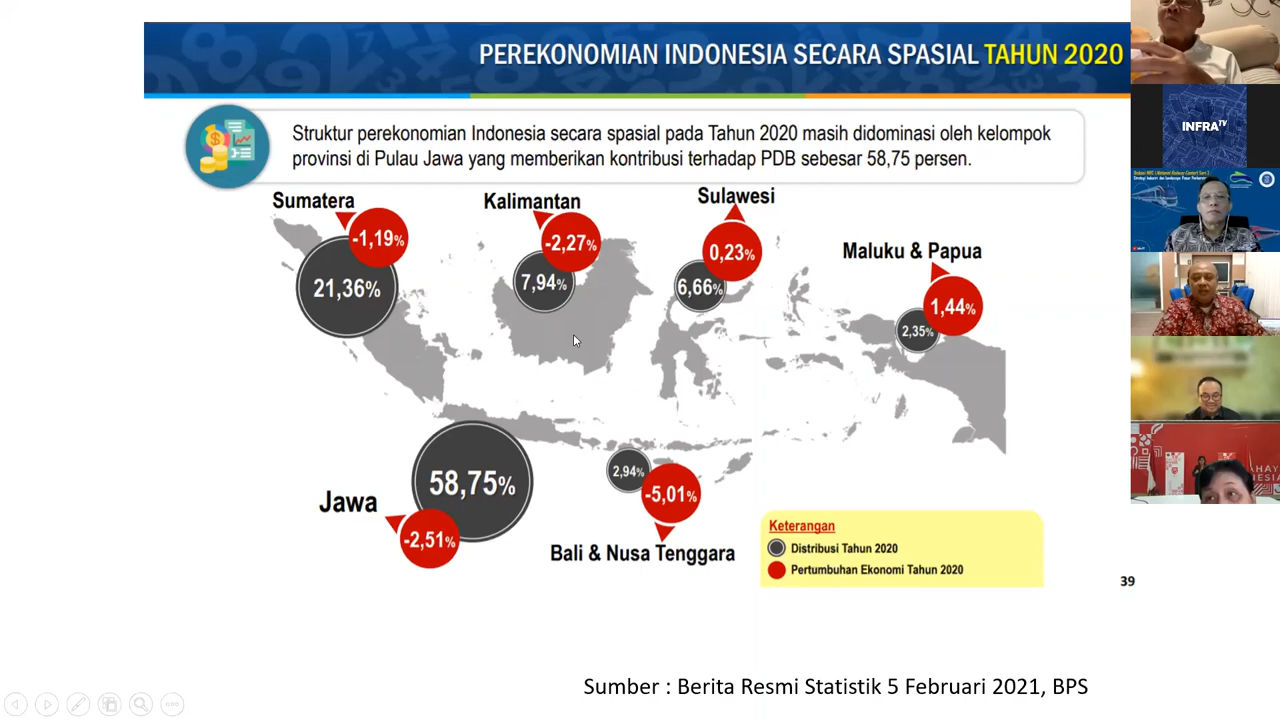 PEREKONOMIAN INDONESIA SECARA SPASIAL TAHUN 2020
Struktur perekonomian Indonesia secara spasial pada Tahun 2020 masih didominasi oleh kelompok
provinsi di Pulau Jawa yang memberikan kontribusi terhadap PDB sebesar 58,75 persen.
Sumatera
-1,19%
21,36%
Kalimantan
-2,27%
7,94%
Sulawesi
0,23%
6,66%
Maluku & Papua
1,44%
2,35%
Jawa
58,75%
-2,51%
2,94%
-5,01%
Bali & Nusa Tenggara
Keterangan
Distribusi Tahun 2020
Pertumbuhan Ekonomi Tahun 2020
39
Sumber : Berita Resmi Statistik 5 Februari 2021, BPS
INFRATV